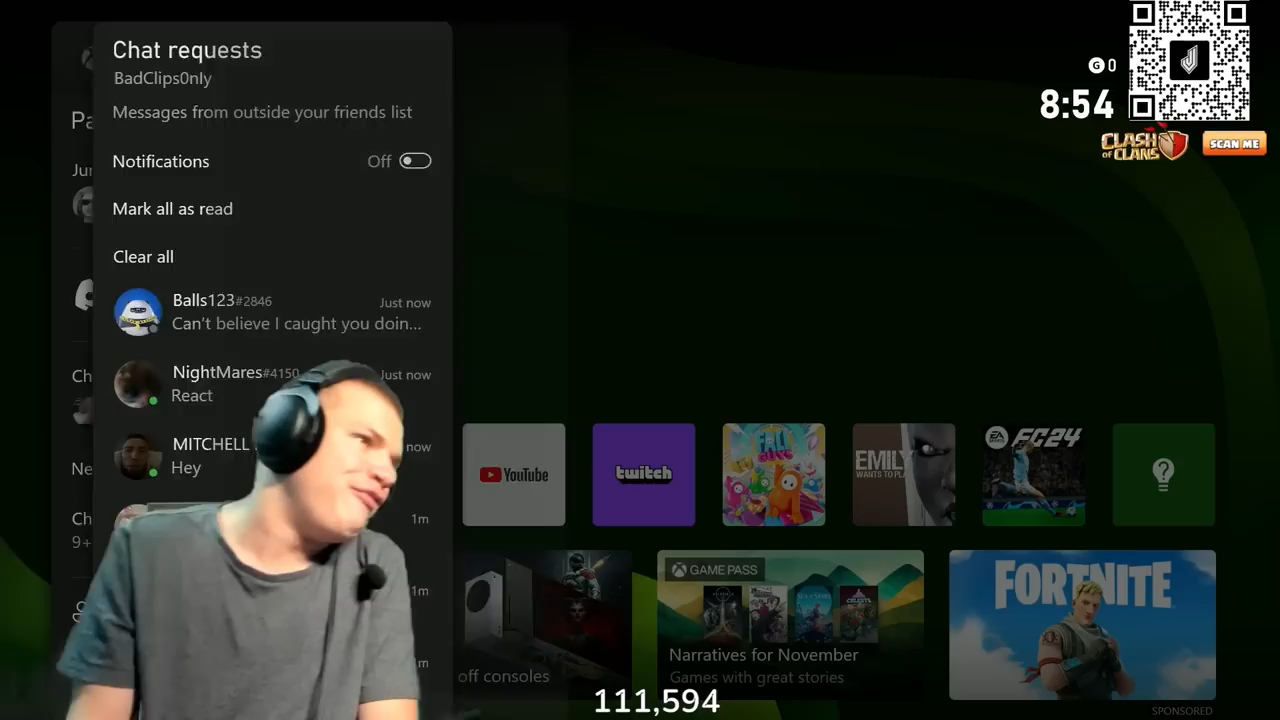 Chat requests
BadClips0nly
Messages from outside your friends list
Notifications
Off
Mark all as read
Clear all
Balls123#2846
Just now
Can't believe I caught you doin...
NightMares#4150
Just now
React
MITCHELL
now
Hey
1m
1m
m
Pa
Jun
Ch
Ne
Ch
9+
G 0
8:54
CLASH
OF CLANS
SCAN ME
YouTube
twitch
FALL
GUYS
EMILY
WANTS TO PLA
EA SPORTS FC24
off consoles
GAME PASS
Narratives for November
Games with great stories
FORTNITE
SPONSORED
111,594